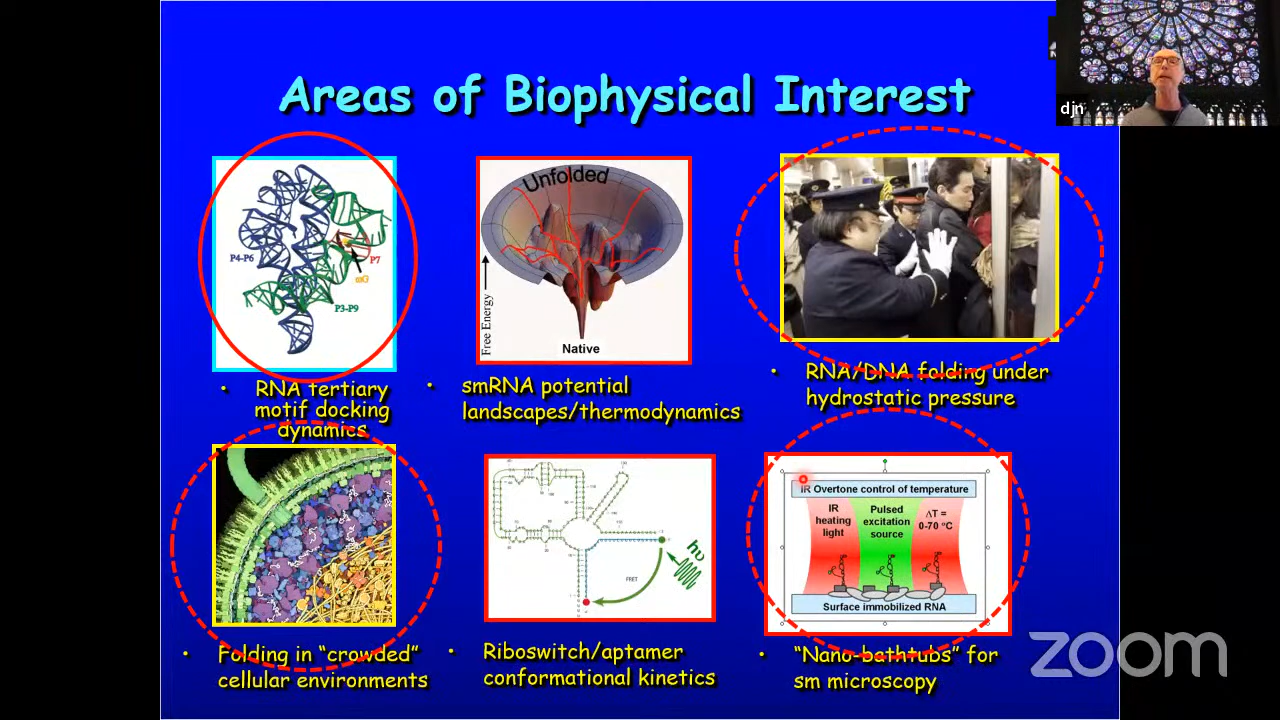 Areas of Biophysical Interest
djn
P4-P6
P7
ωG
P3-P9
Unfolded
Free Energy
Native
• RNA tertiary
motif docking
dynamics
• smRNA potential
landscapes/thermodynamics
• RNA/DNA folding under
hydrostatic pressure
FRET
hυ
IR Overtone control of temperature
IR
heating
light
Pulsed
excitation
source
ΔT =
0-70 °C
Surface immobilized RNA
• Folding in “crowded”
cellular environments
• Riboswitch/aptamer
conformational kinetics
• “Nano-bathtubs” for
sm microscopy
zoom